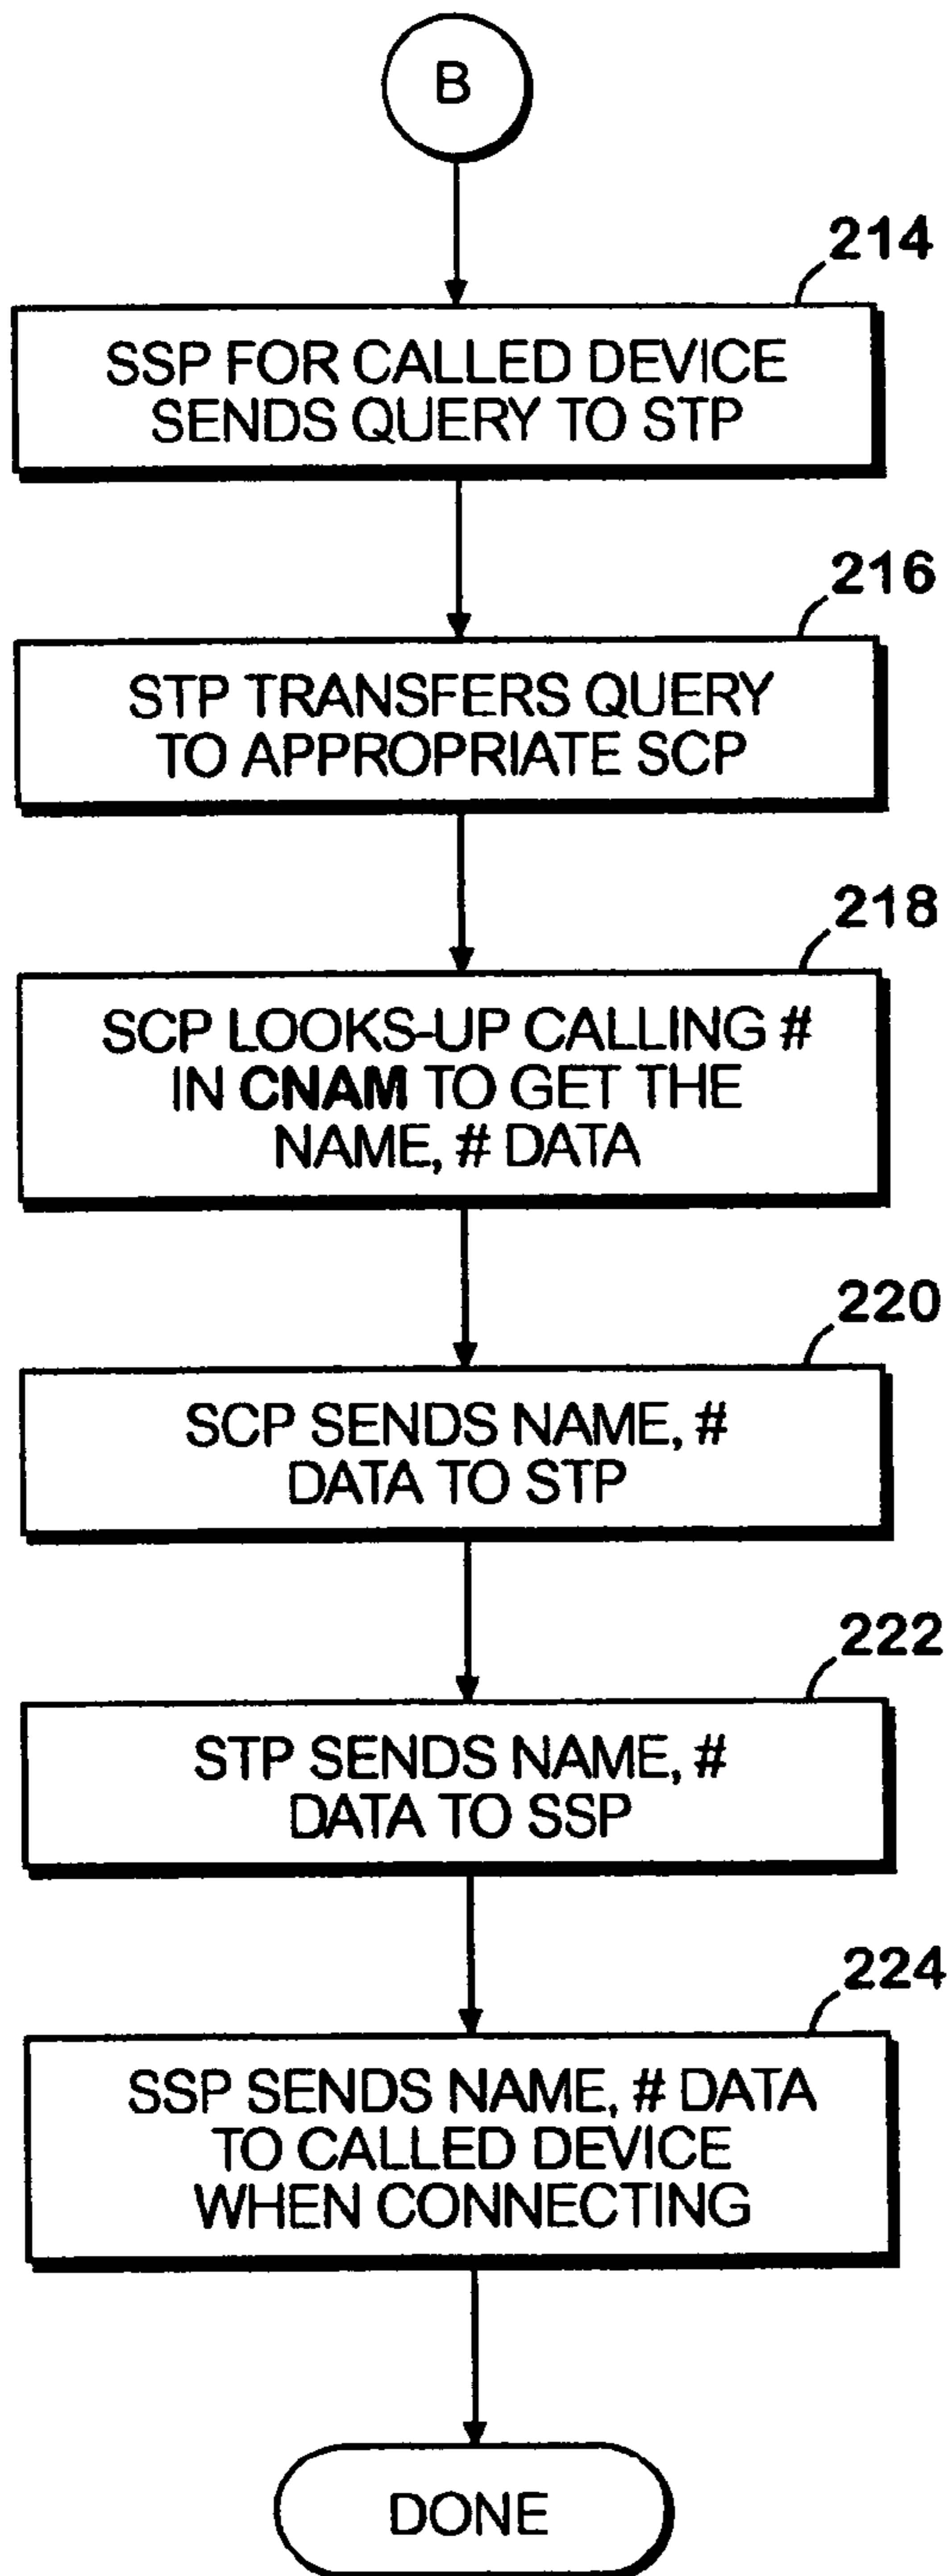 B
214
SSP FOR CALLED DEVICE
SENDS QUERY TO STP
216
STP TRANSFERS QUERY
TO APPROPRIATE SCP
218
SCP LOOKS-UP CALLING #
IN CNAM TO GET THE
NAME, # DATA
220
SCP SENDS NAME, #
DATA TO STP
222
STP SENDS NAME, #
DATA TO SSP
224
SSP SENDS NAME, # DATA
TO CALLED DEVICE
WHEN CONNECTING
DONE